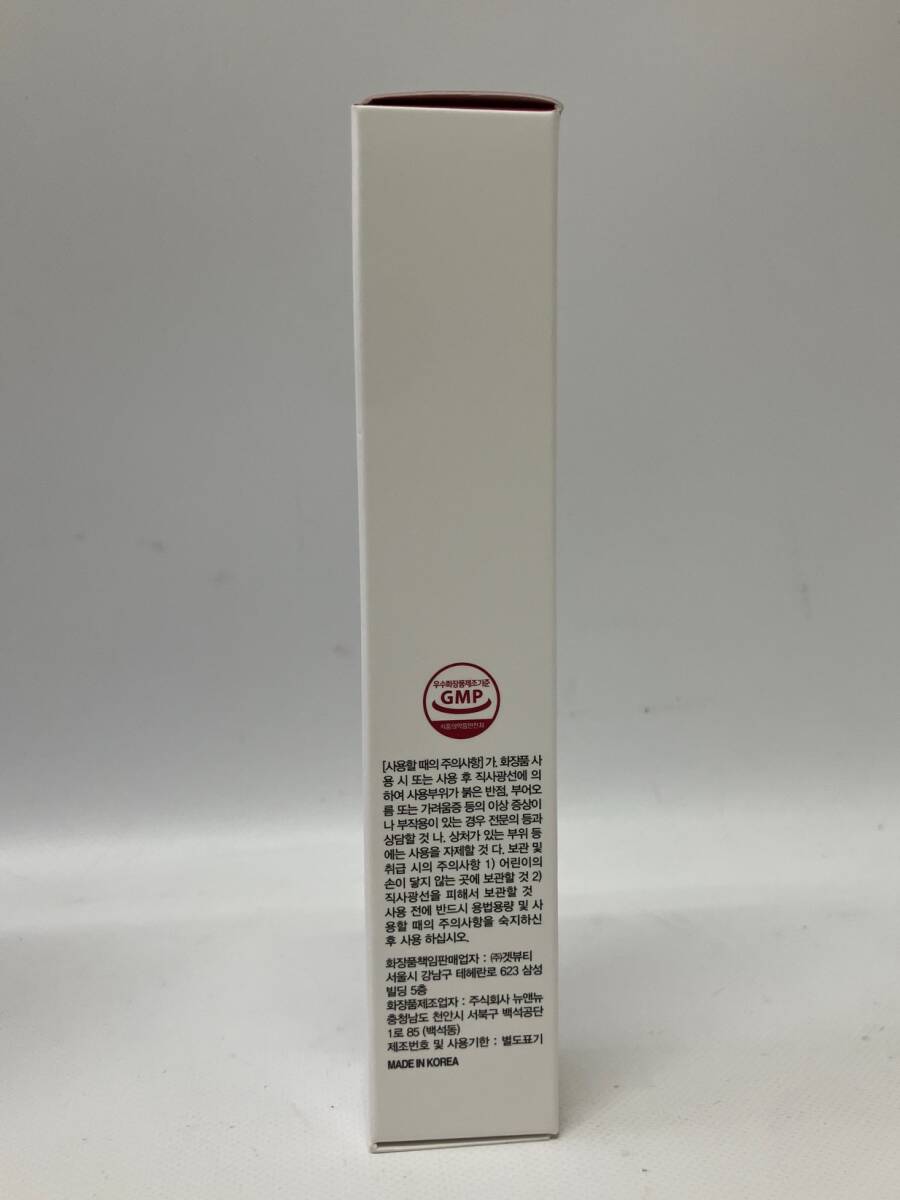 우수화장품제조기준
GMP
식품의약품안전처
[사용할 때의 주의사항] 가. 화장품 사
용 시 또는 사용 후 직사광선에 의
하여 사용부위가 붉은 반점, 부어오
름 또는 가려움증 등의 이상 증상이
나 부작용이 있는 경우 전문의 등과
상담할 것 나. 상처가 있는 부위 등
에는 사용을 자제할 것 다. 보관 및
취급 시의 주의사항 1) 어린이의
손이 닿지 않는 곳에 보관할 것 2)
직사광선을 피해서 보관할 것
사용 전에 반드시 용법용량 및 사
용할 때의 주의사항을 숙지하신
후 사용 하십시오.
화장품책임판매업자 : ㈜겟뷰티
서울시 강남구 테헤란로 623 삼성
빌딩 5층
화장품제조업자 : 주식회사 뉴앤뉴
충청남도 천안시 서북구 백석공단
1로 85 (백석동)
제조번호 및 사용기한 : 별도표기
MADE IN KOREA